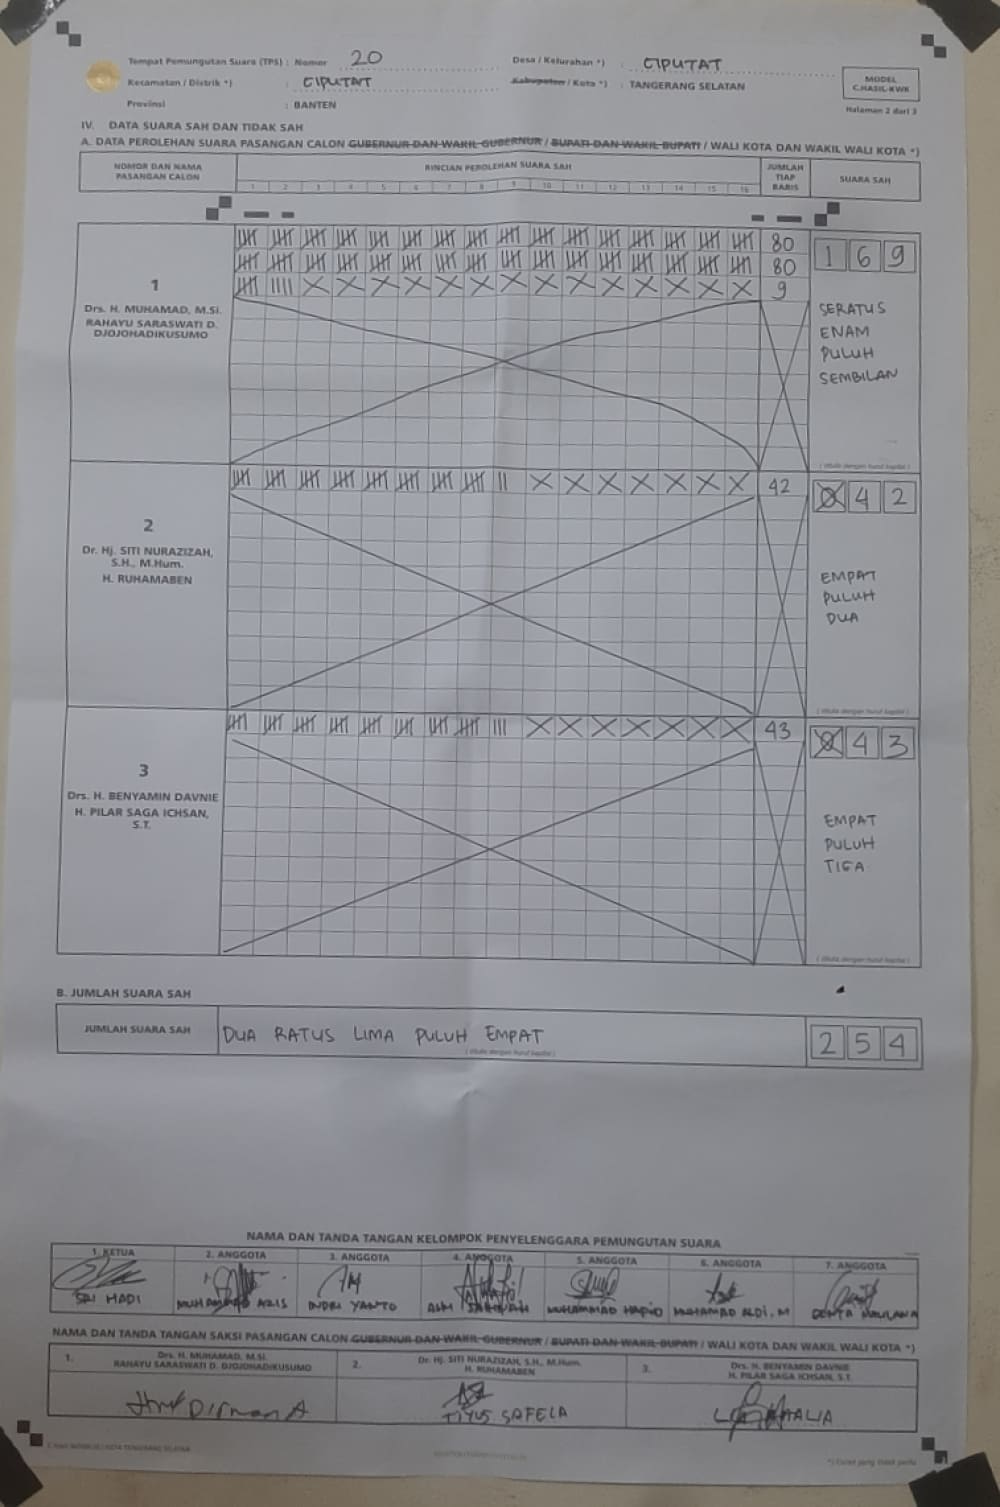 Tempat Pemungutan Suara (TPS) : Nomor 20 Desa / Kelurahan *) : CIPUTAT
Kecamatan / Distrik *) : CIPUTAT Kabupaten / Kota *) : TANGERANG SELATAN
Provinsi : BANTEN
MODEL
C.HASIL-KWK
Halaman 2 dari 3
IV. DATA SUARA SAH DAN TIDAK SAH
A. DATA PEROLEHAN SUARA PASANGAN CALON GUBERNUR DAN WAKIL GUBERNUR / BUPATI DAN WAKIL BUPATI / WALI KOTA DAN WAKIL WALI KOTA *)
NOMOR DAN NAMA
PASANGAN CALON
RINCIAN PEROLEHAN SUARA SAH
1 2 3 4 5 6 7 8 9 10 11 12 13 14 15 16
JUMLAH
TIAP
BARIS
SUARA SAH
1
Drs. H. MUHAMAD, M.Si.
RAHAYU SARASWATI D.
DJOJOHADIKUSUMO
80
80
9
1 6 9
SERATUS
ENAM
PULUH
SEMBILAN
( ditulis dengan huruf kapital )
2
Dr. Hj. SITI NURAZIZAH,
S.H., M.Hum.
H. RUHAMABEN
42
0 4 2
EMPAT
PULUH
DUA
( ditulis dengan huruf kapital )
3
Drs. H. BENYAMIN DAVNIE
H. PILAR SAGA ICHSAN,
S.T.
43
0 4 3
EMPAT
PULUH
TIGA
( ditulis dengan huruf kapital )
B. JUMLAH SUARA SAH
JUMLAH SUARA SAH
DUA RATUS LIMA PULUH EMPAT
( ditulis dengan huruf kapital )
2 5 4
NAMA DAN TANDA TANGAN KELOMPOK PENYELENGGARA PEMUNGUTAN SUARA
1. KETUA 2. ANGGOTA 3. ANGGOTA 4. ANGGOTA 5. ANGGOTA 6. ANGGOTA 7. ANGGOTA
SRI HADI MUHAMMAD AZIS INDRI YANTO MUHAMMAD HAPID MUHAMAD ALDI. M MAULANA
NAMA DAN TANDA TANGAN SAKSI PASANGAN CALON GUBERNUR DAN WAKIL GUBERNUR / BUPATI DAN WAKIL BUPATI / WALI KOTA DAN WAKIL WALI KOTA *)
1. Drs. H. MUHAMAD, M.Si.
RAHAYU SARASWATI D. DJOJOHADIKUSUMO
2. Dr. Hj. SITI NURAZIZAH, S.H., M.Hum.
H. RUHAMABEN
3. Drs. H. BENYAMIN DAVNIE
H. PILAR SAGA ICHSAN, S.T.
TIYUS SAFELA
*) Coret yang tidak perlu